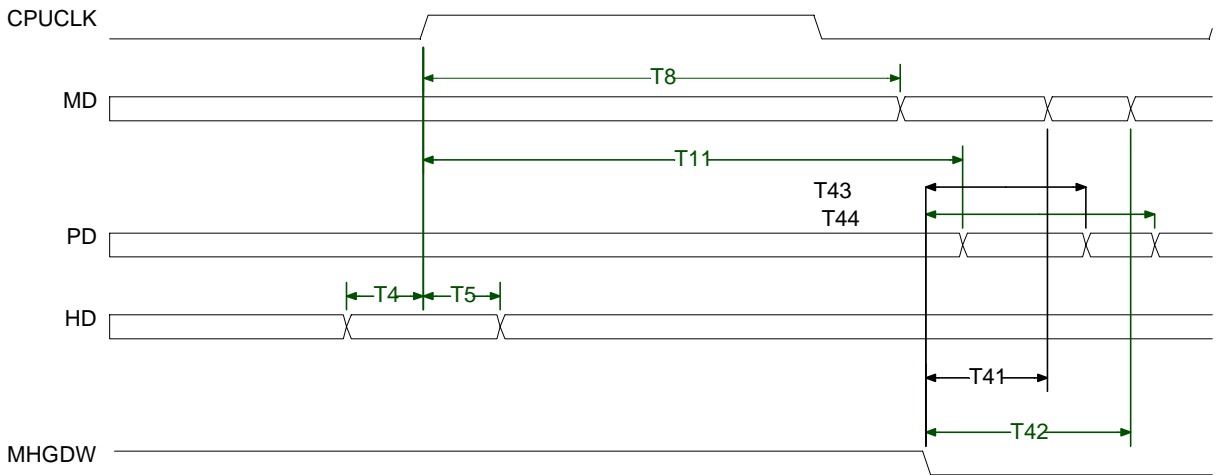 CPUCLK
T8
MD
T11
T43
T44
PD
T4 T5
HD
T41
T42
MHGDW